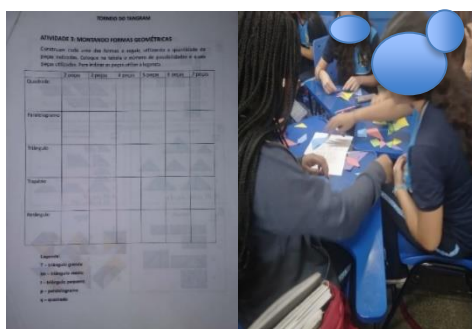 TORNEIO DO TANGRAM
ATIVIDADE 3: MONTANDO FORMAS GEOMÉTRICAS
Construam cada uma das formas a seguir utilizando a quantidade de
peças indicadas. Coloque na tabela o número de possibilidades e quais
peças utilizadas. Para indicar as peças utilize a legenda.
2 peças 3 peças 4 peças 5 peças 6 peças 7 peças
Quadrado
Paralelogramo
Triângulo
Trapézio
Retângulo
Legenda:
T – triângulo grande
– triângulo médio
t – triângulo pequeno
p – paralelogramo
q – quadrado